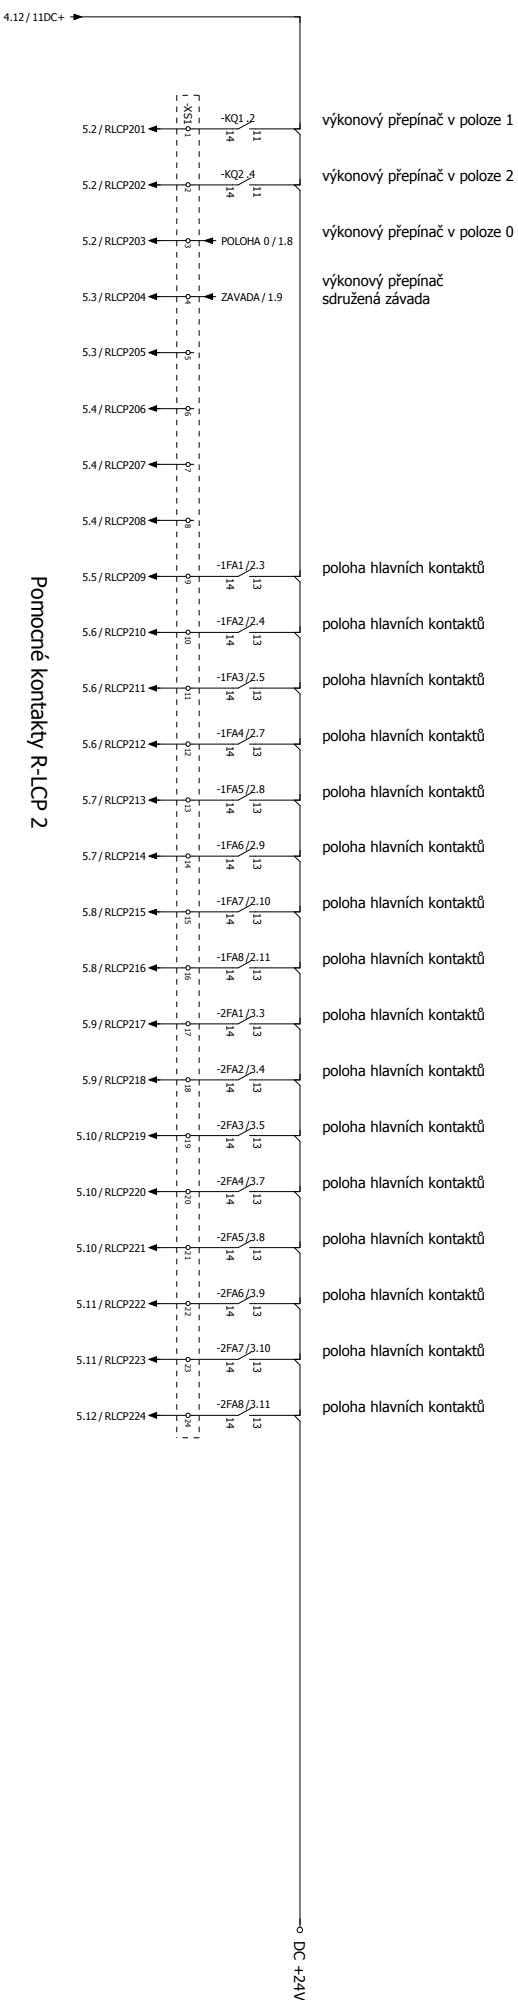 4.12 / 11DC+
-XS1
5.2 / RLCP201
1
-KQ1 .2
14
11
výkonový přepínač v poloze 1
5.2 / RLCP202
2
-KQ2 .4
14
11
výkonový přepínač v poloze 2
5.2 / RLCP203
3
POLOHA 0 / 1.8
výkonový přepínač v poloze 0
5.3 / RLCP204
4
ZAVADA / 1.9
výkonový přepínač
sdružená závada
5.3 / RLCP205
5
5.4 / RLCP206
6
5.4 / RLCP207
7
5.4 / RLCP208
8
5.5 / RLCP209
9
-1FA1 / 2.3
14
13
poloha hlavních kontaktů
5.6 / RLCP210
10
-1FA2 / 2.4
14
13
poloha hlavních kontaktů
5.6 / RLCP211
11
-1FA3 / 2.5
14
13
poloha hlavních kontaktů
5.6 / RLCP212
12
-1FA4 / 2.7
14
13
poloha hlavních kontaktů
5.7 / RLCP213
13
-1FA5 / 2.8
14
13
poloha hlavních kontaktů
5.7 / RLCP214
14
-1FA6 / 2.9
14
13
poloha hlavních kontaktů
5.8 / RLCP215
15
-1FA7 / 2.10
14
13
poloha hlavních kontaktů
5.8 / RLCP216
16
-1FA8 / 2.11
14
13
poloha hlavních kontaktů
5.9 / RLCP217
17
-2FA1 / 3.3
14
13
poloha hlavních kontaktů
5.9 / RLCP218
18
-2FA2 / 3.4
14
13
poloha hlavních kontaktů
5.10 / RLCP219
19
-2FA3 / 3.5
14
13
poloha hlavních kontaktů
5.10 / RLCP220
20
-2FA4 / 3.7
14
13
poloha hlavních kontaktů
5.10 / RLCP221
21
-2FA5 / 3.8
14
13
poloha hlavních kontaktů
5.11 / RLCP222
22
-2FA6 / 3.9
14
13
poloha hlavních kontaktů
5.11 / RLCP223
23
-2FA7 / 3.10
14
13
poloha hlavních kontaktů
5.12 / RLCP224
24
-2FA8 / 3.11
14
13
poloha hlavních kontaktů
Pomocné kontakty R-LCP 2
DC +24V